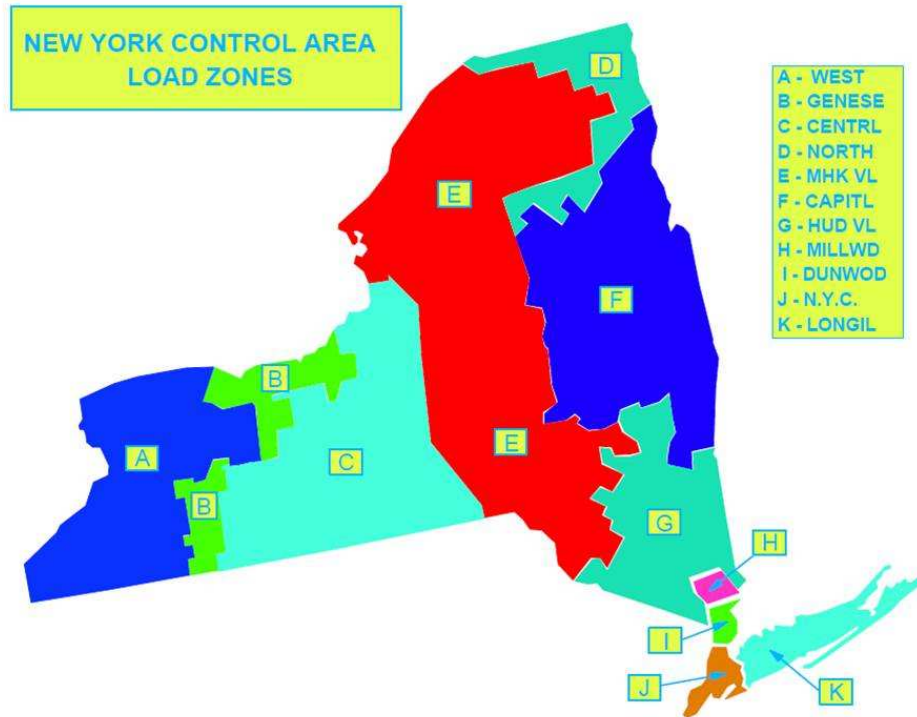 NEW YORK CONTROL AREA
LOAD ZONES
A - WEST
B - GENESE
C - CENTRL
D - NORTH
E - MHK VL
F - CAPITL
G - HUD VL
H - MILLWD
I - DUNWOD
J - N.Y.C.
K - LONGIL
D
E
F
B
A
B
C
E
G
H
I
J
K